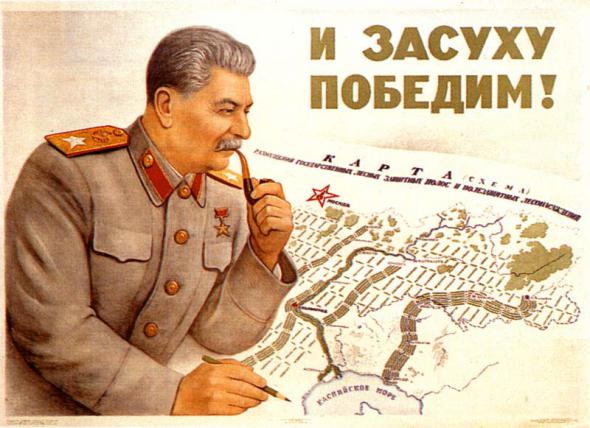 И ЗАСУХУ
ПОБЕДИМ!
КАРТА (СХЕМА)
РАЗМЕЩЕНИЯ ГОСУДАРСТВЕННЫХ ЛЕСНЫХ ЗАЩИТНЫХ ПОЛОС И ПОЛЕЗАЩИТНЫХ ЛЕСОНАСАЖДЕНИЙ
МОСКВА
КАСПИЙСКОЕ МОРЕ